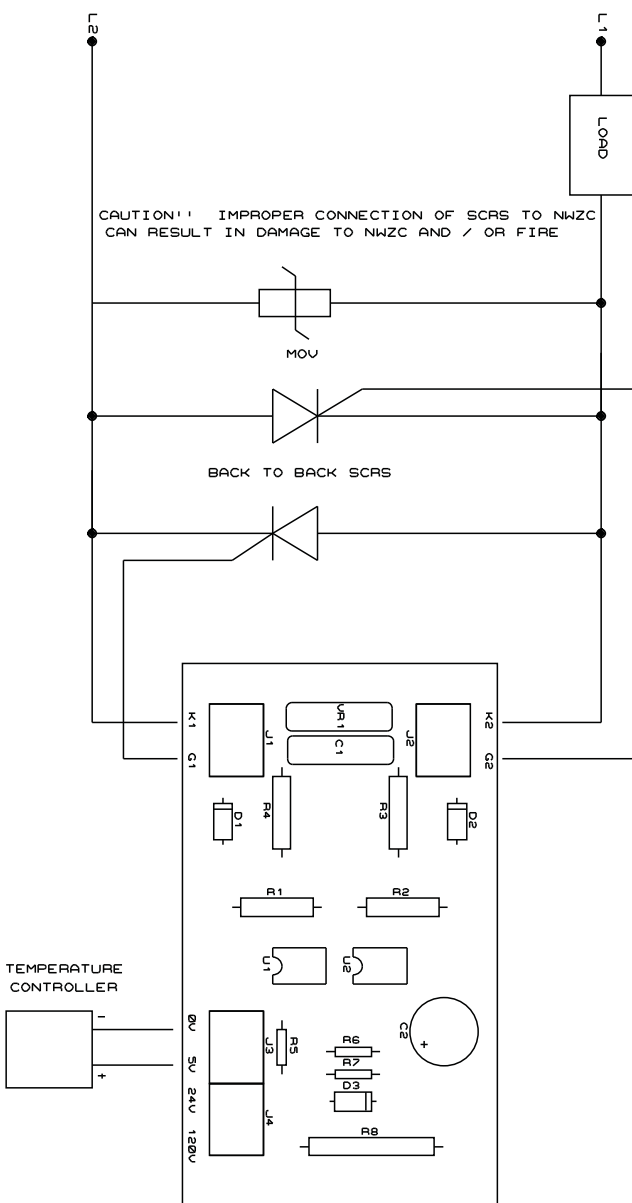 L2
L1
LOAD
CAUTION!! IMPROPER CONNECTION OF SCRS TO NWZC
CAN RESULT IN DAMAGE TO NWZC AND / OR FIRE
MOV
BACK TO BACK SCRS
K1
J1
VR1
J2
K2
G1
C1
G2
D1
R4
R3
D2
R1
R2
U1
U2
TEMPERATURE
CONTROLLER
-
+
0V
5V
24V
120V
J3
R5
J4
C2
+
R6
R7
D3
R8